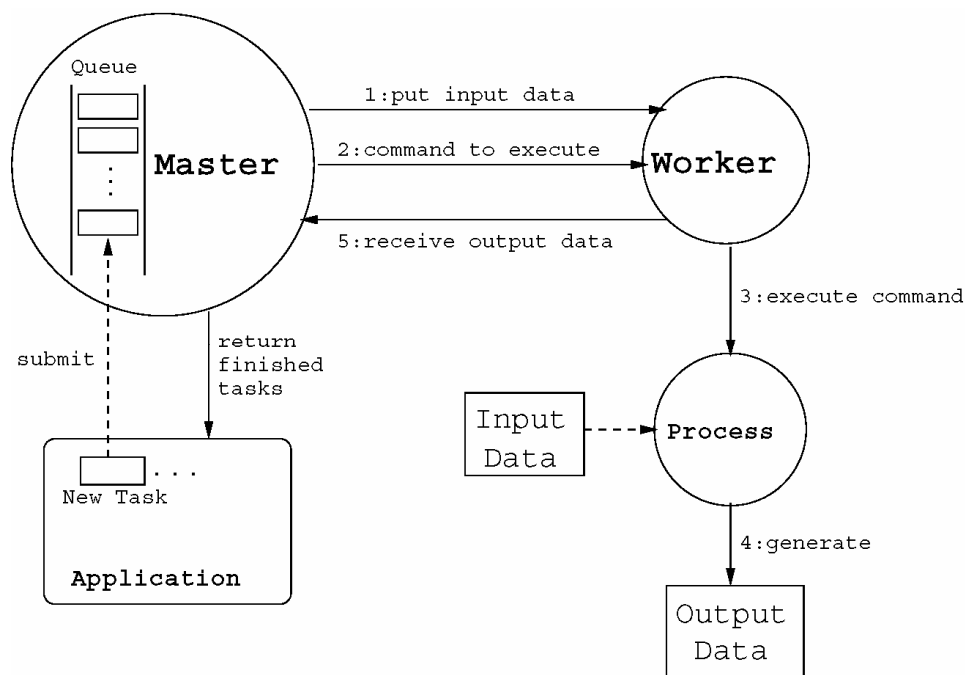 Queue
Master
1:put input data
2:command to execute
5:receive output data
Worker
3:execute command
submit
return
finished
tasks
Input
Data
Process
New Task
...
Application
4:generate
Output
Data